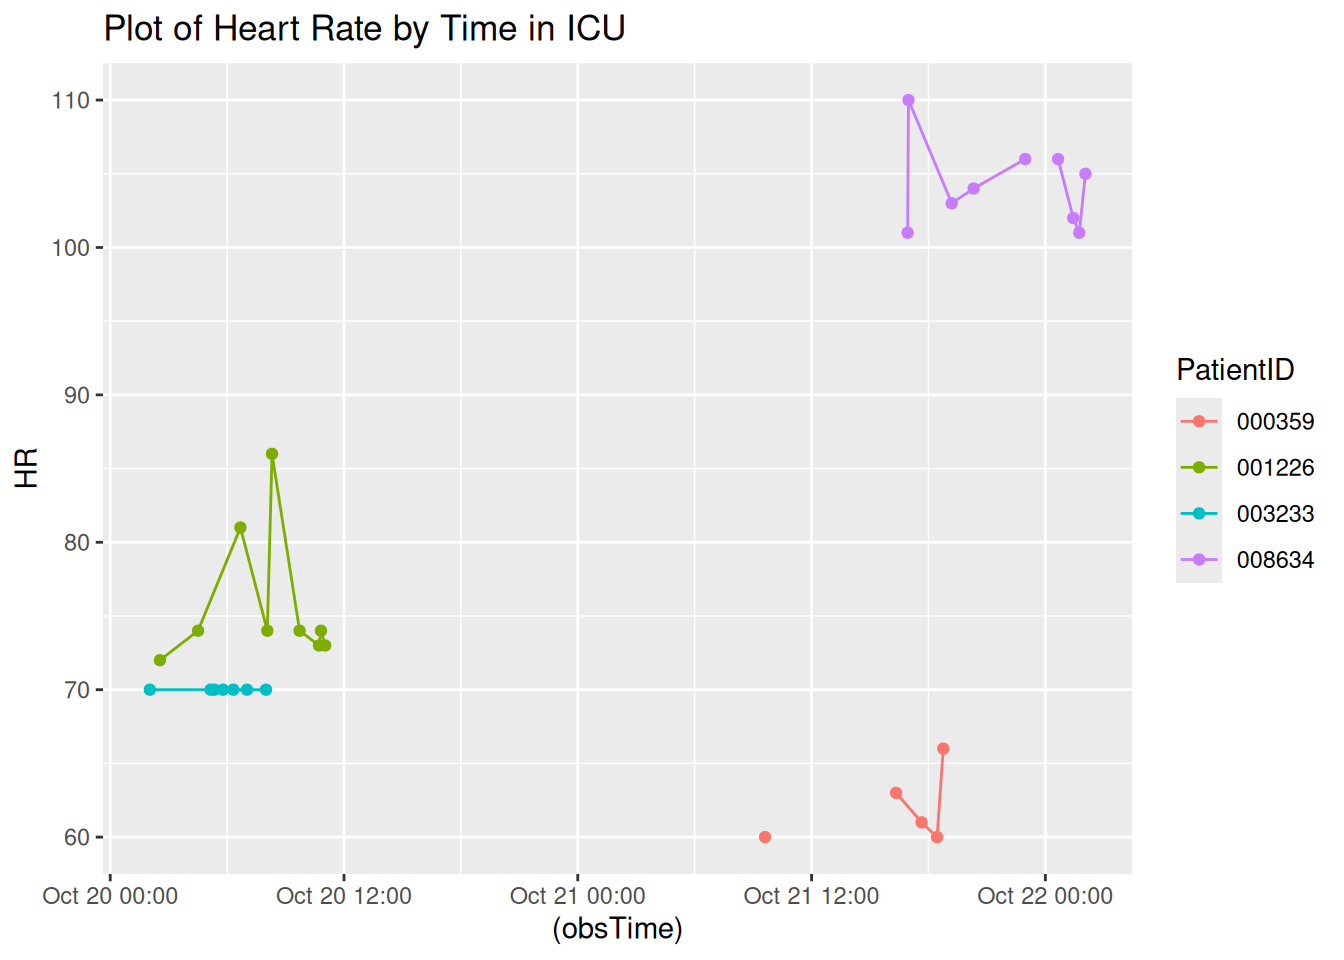 Plot of Heart Rate by Time in ICU
110
100
90
80
70
60
HR
Oct 20 00:00 Oct 20 12:00 Oct 21 00:00 Oct 21 12:00 Oct 22 00:00
(obsTime)
PatientID
000359
001226
003233
008634